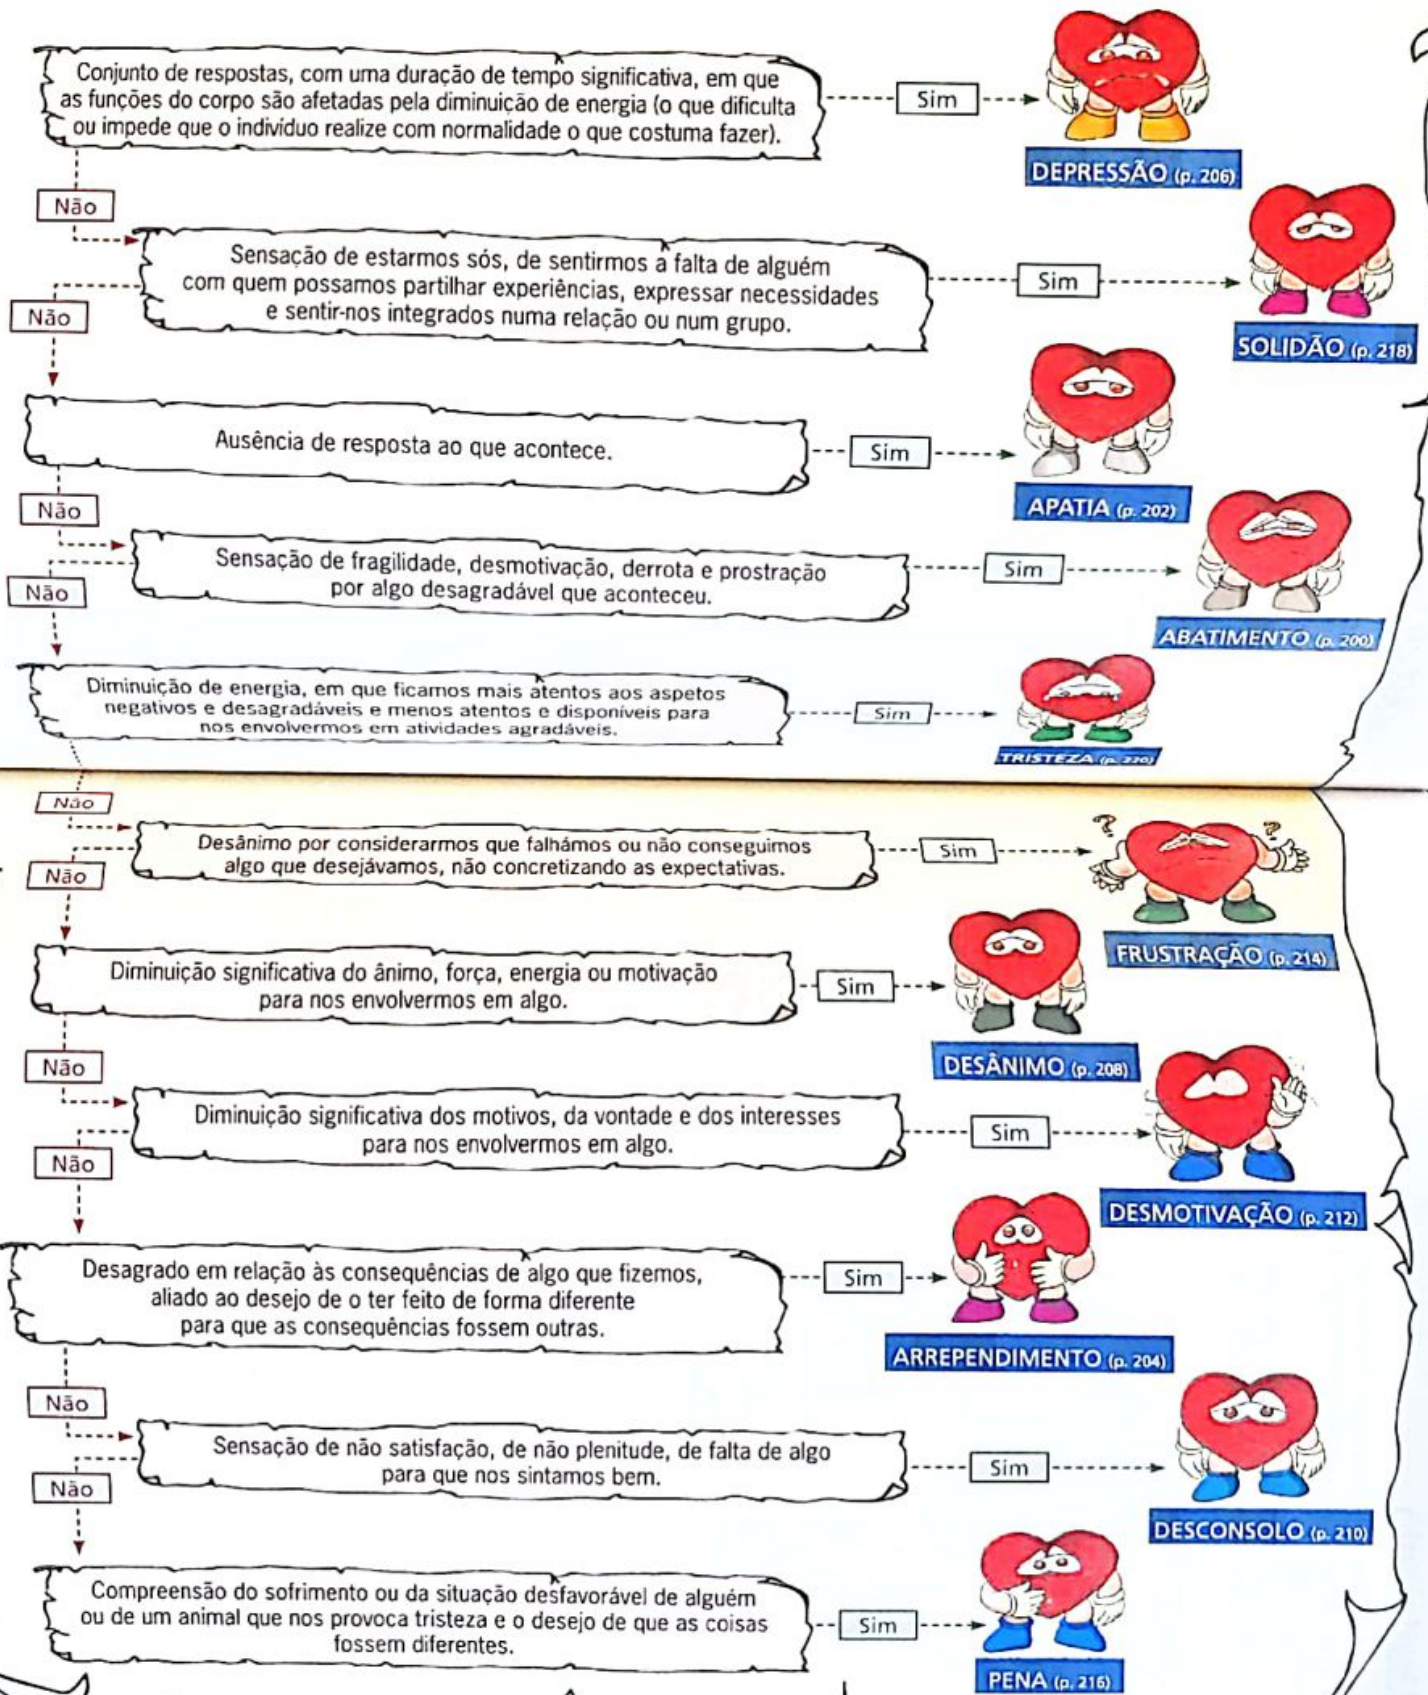 Conjunto de respostas, com uma duração de tempo significativa, em que
as funções do corpo são afetadas pela diminuição de energia (o que dificulta
ou impede que o indivíduo realize com normalidade o que costuma fazer).
Sim
DEPRESSÃO (p. 206)
Não
Sensação de estarmos sós, de sentirmos a falta de alguém
com quem possamos partilhar experiências, expressar necessidades
e sentir-nos integrados numa relação ou num grupo.
Sim
SOLIDÃO (p. 218)
Não
Ausência de resposta ao que acontece.
Sim
APATIA (p. 202)
Não
Sensação de fragilidade, desmotivação, derrota e prostração
por algo desagradável que aconteceu.
Sim
ABATIMENTO (p. 200)
Não
Diminuição de energia, em que ficamos mais atentos aos aspetos
negativos e desagradáveis e menos atentos e disponíveis para
nos envolvermos em atividades agradáveis.
Sim
TRISTEZA (p. 220)
Não
Desânimo por considerarmos que falhámos ou não conseguimos
algo que desejávamos, não concretizando as expectativas.
Sim
? ?
FRUSTRAÇÃO (p. 214)
Não
Diminuição significativa do ânimo, força, energia ou motivação
para nos envolvermos em algo.
Sim
DESÂNIMO (p. 208)
Não
Diminuição significativa dos motivos, da vontade e dos interesses
para nos envolvermos em algo.
Sim
DESMOTIVAÇÃO (p. 212)
Não
Desagrado em relação às consequências de algo que fizemos,
aliado ao desejo de o ter feito de forma diferente
para que as consequências fossem outras.
Sim
ARREPENDIMENTO (p. 204)
Não
Sensação de não satisfação, de não plenitude, de falta de algo
para que nos sintamos bem.
Sim
DESCONSOLO (p. 210)
Não
Compreensão do sofrimento ou da situação desfavorável de alguém
ou de um animal que nos provoca tristeza e o desejo de que as coisas
fossem diferentes.
Sim
PENA (p. 216)